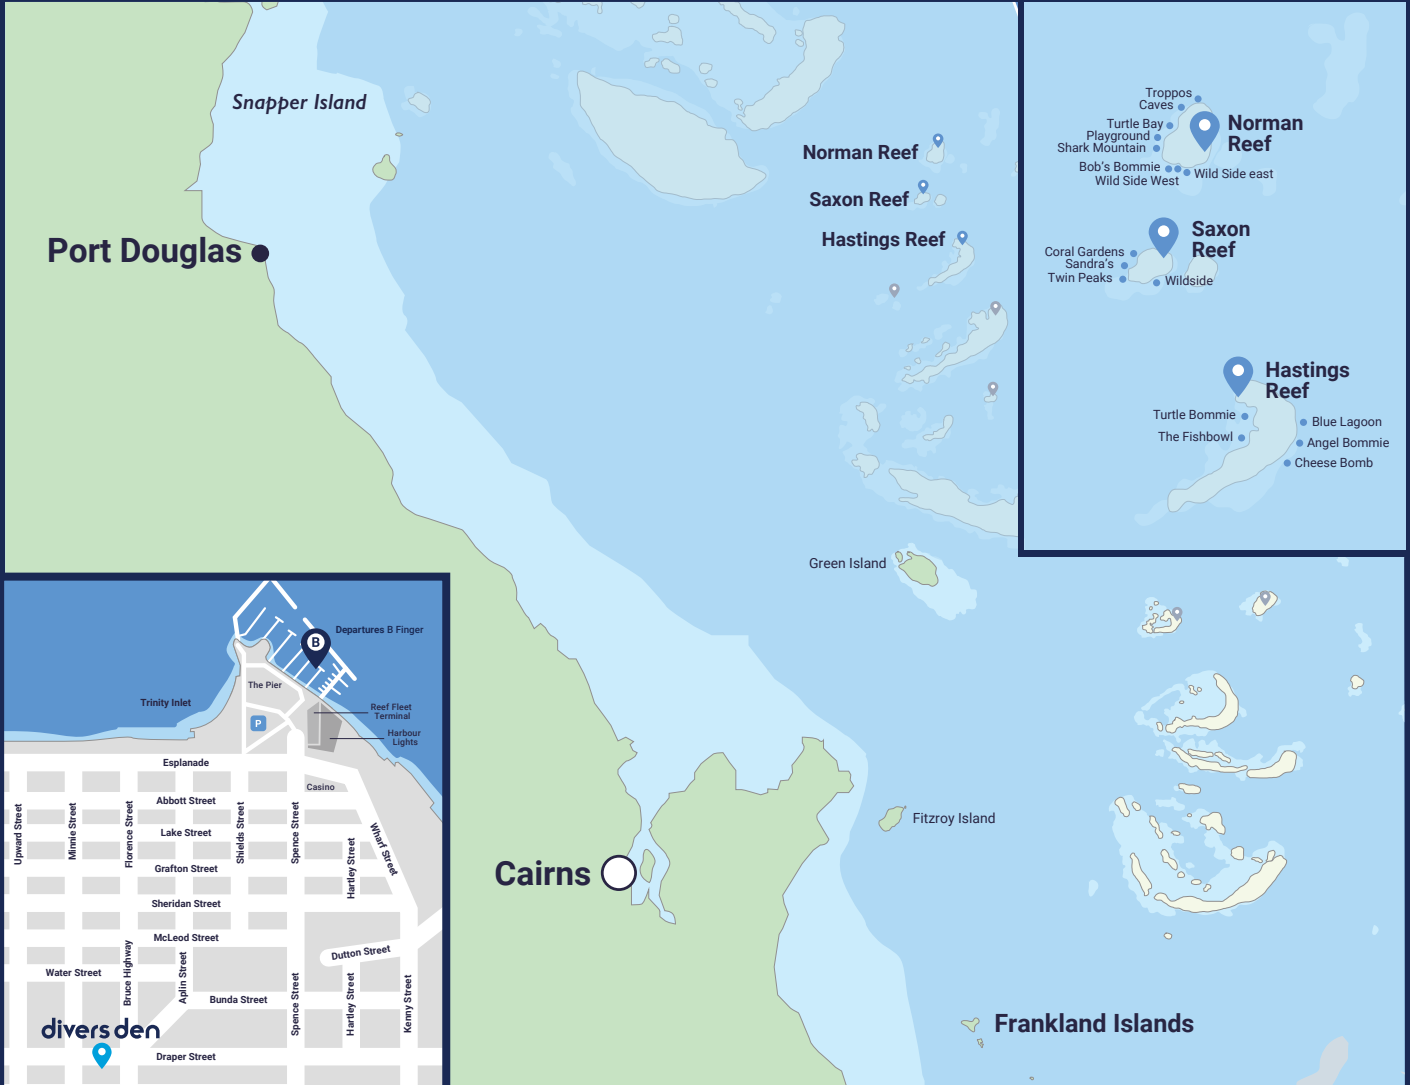 Snapper Island
Port Douglas
Norman Reef
Saxon Reef
Hastings Reef
Green Island
Cairns
Fitzroy Island
Frankland Islands
Troppos
Caves
Turtle Bay
Playground
Shark Mountain
Bob's Bommie
Wild Side West
Wild Side east
Norman
Reef
Coral Gardens
Sandra's
Twin Peaks
Wildside
Saxon
Reef
Hastings
Reef
Turtle Bommie
The Fishbowl
Blue Lagoon
Angel Bommie
Cheese Bomb
B
Departures B Finger
The Pier
Trinity Inlet
P
Reef Fleet
Terminal
Harbour
Lights
Esplanade
Casino
Abbott Street
Lake Street
Grafton Street
Sheridan Street
McLeod Street
Water Street
Bunda Street
Dutton Street
Draper Street
Upward Street
Minnie Street
Florence Street
Shields Street
Spence Street
Hartley Street
Wharf Street
Bruce Highway
Aplin Street
Spence Street
Hartley Street
Kenny Street
divers den